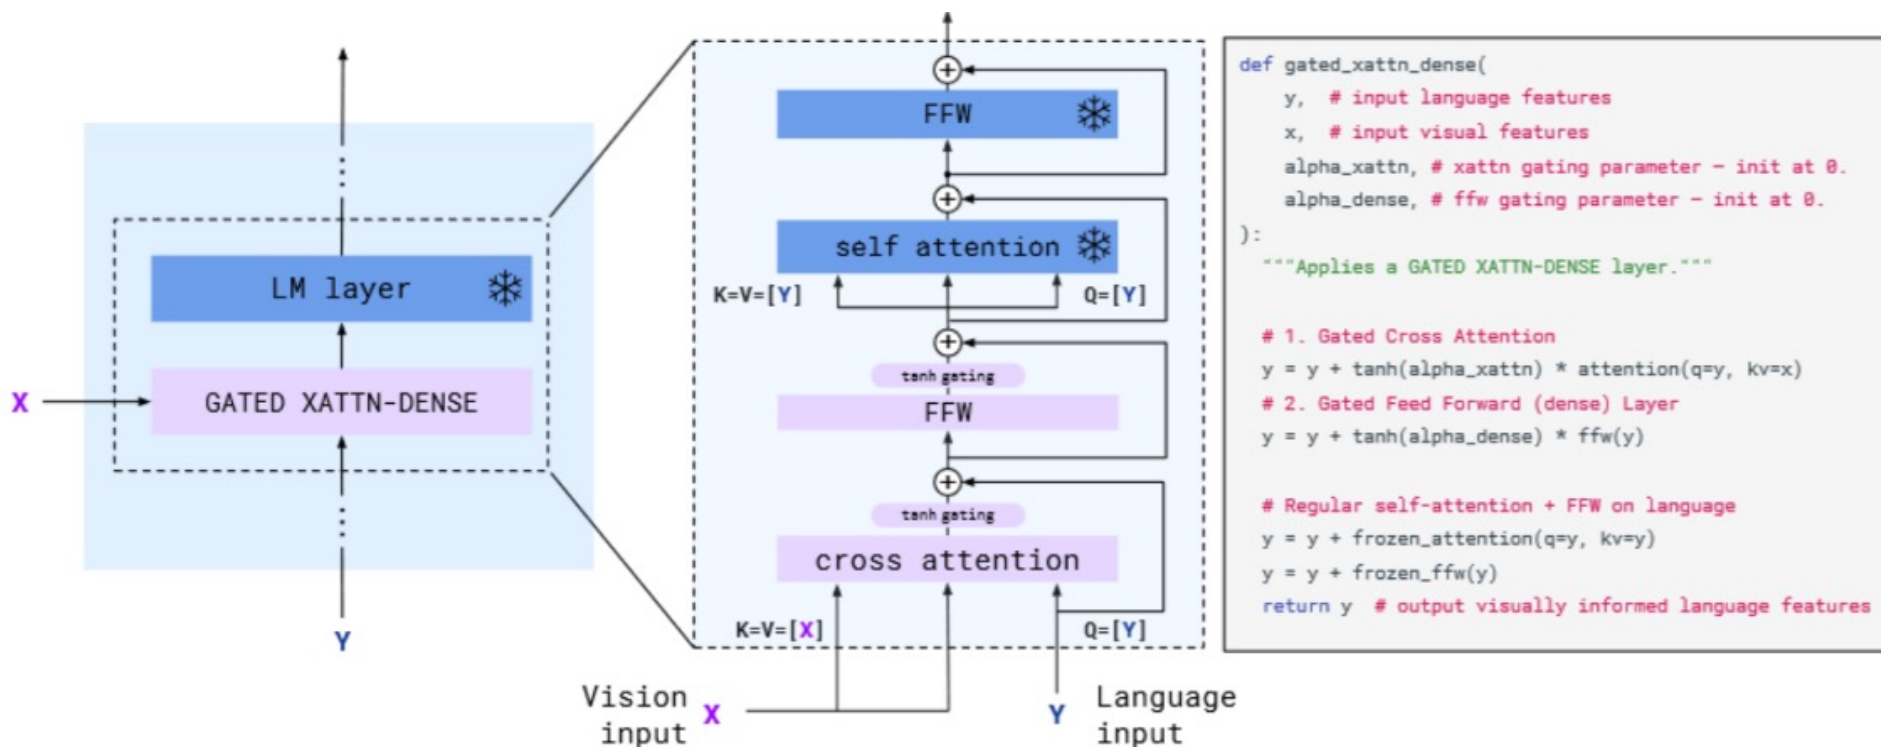 LM layer
X
GATED XATTN-DENSE
Y
FFW
self attention
K=V=[Y]
Q=[Y]
tanh gating
FFW
tanh gating
cross attention
K=V=[X]
Q=[Y]
Vision
input
X
Y
Language
input
def gated_xattn_dense(
y,  # input language features
x,  # input visual features
alpha_xattn, # xattn gating parameter – init at 0.
alpha_dense, # ffw gating parameter – init at 0.
):
"""Applies a GATED XATTN-DENSE layer."""
# 1. Gated Cross Attention
y = y + tanh(alpha_xattn) * attention(q=y, kv=x)
# 2. Gated Feed Forward (dense) Layer
y = y + tanh(alpha_dense) * ffw(y)
# Regular self-attention + FFW on language
y = y + frozen_attention(q=y, kv=y)
y = y + frozen_ffw(y)
return y  # output visually informed language features